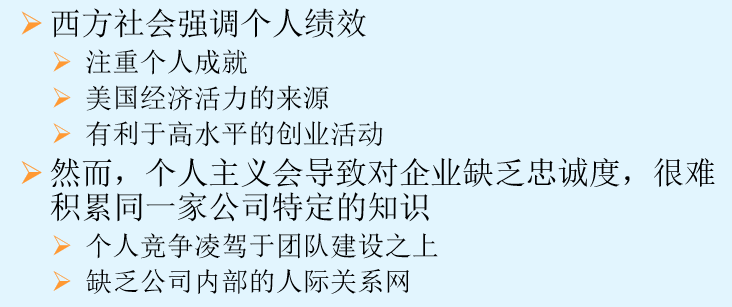 西方社会强调个人绩效
注重个人成就
美国经济活力的来源
有利于高水平的创业活动
然而，个人主义会导致对企业缺乏忠诚度，很难
积累同一家公司特定的知识
个人竞争凌驾于团队建设之上
缺乏公司内部的人际关系网